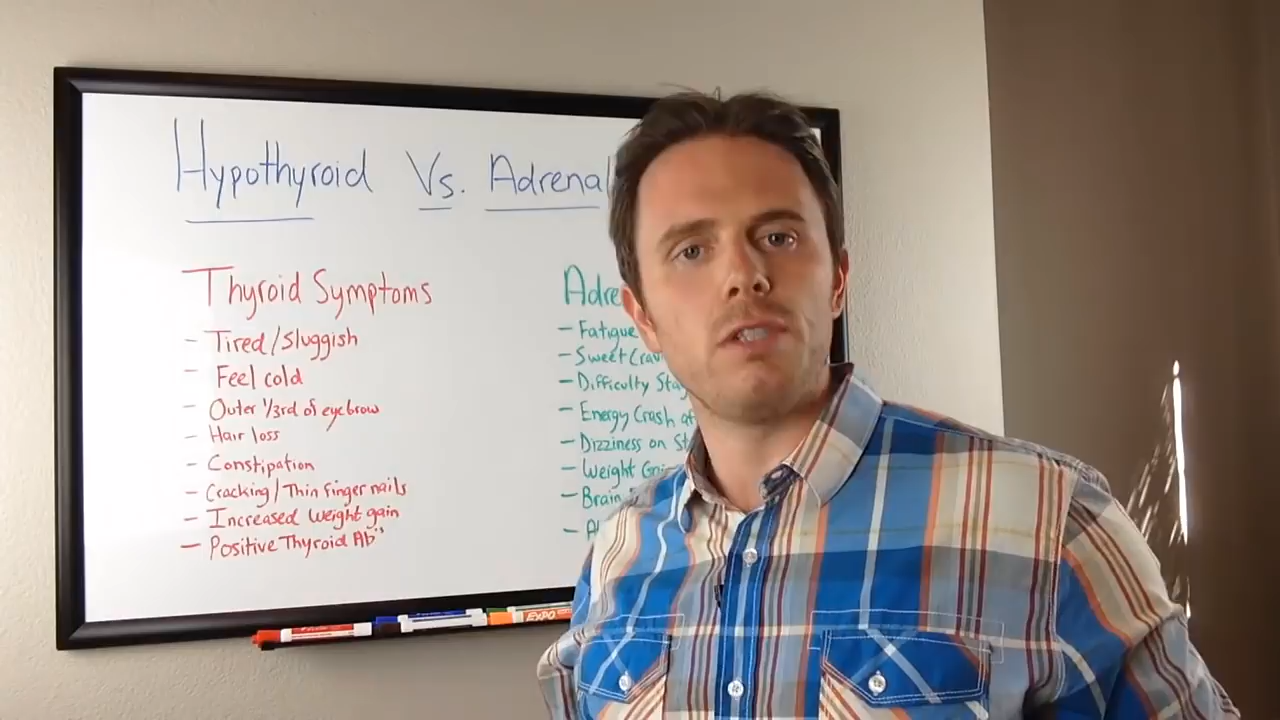 Hypothyroid Vs. Adrenal
Thyroid Symptoms
- Tired/Sluggish
- Feel cold
- Outer 1/3rd of eyebrow
- Hair loss
- Constipation
- Cracking/Thin finger nails
- Increased weight gain
- Positive Thyroid Ab's
Adre
- Fatigue
- Sweet Crav
- Difficulty Sta
- Energy Crash af
- Dizziness on St
- Weight Gai
- Brain
- A
EXPO